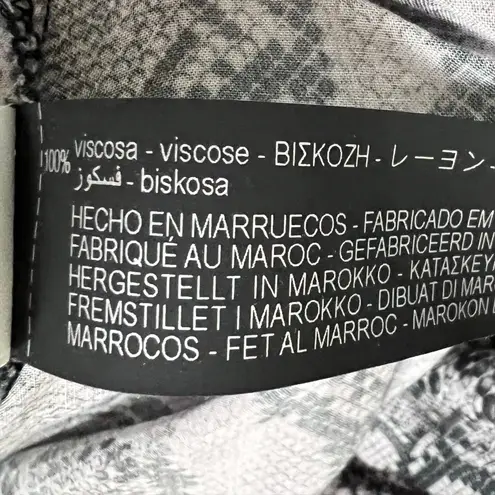 100% viscosa - viscose - ΒΙΣΚΟΖΗ - レーヨン -
فسكوز - biskosa
HECHO EN MARRUECOS - FABRICADO EM
FABRIQUÉ AU MAROC - GEFABRICEERD IN
HERGESTELLT IN MAROKKO - ΚΑΤΑΣΚΕΥΑ
FREMSTILLET I MAROKKO - DIBUAT DI MAR
MARROCOS - FET AL MARROC - MAROKON